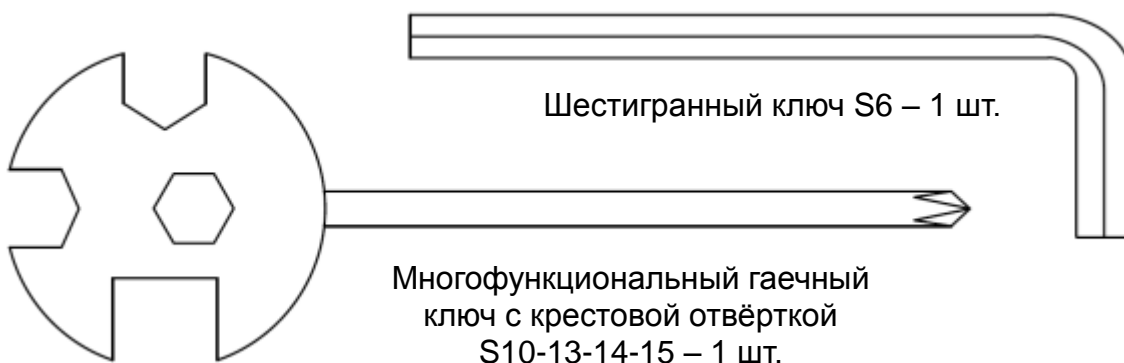 Шестигранный ключ S6 – 1 шт.
Многофункциональный гаечный
ключ с крестовой отвёрткой
S10-13-14-15 – 1 шт.